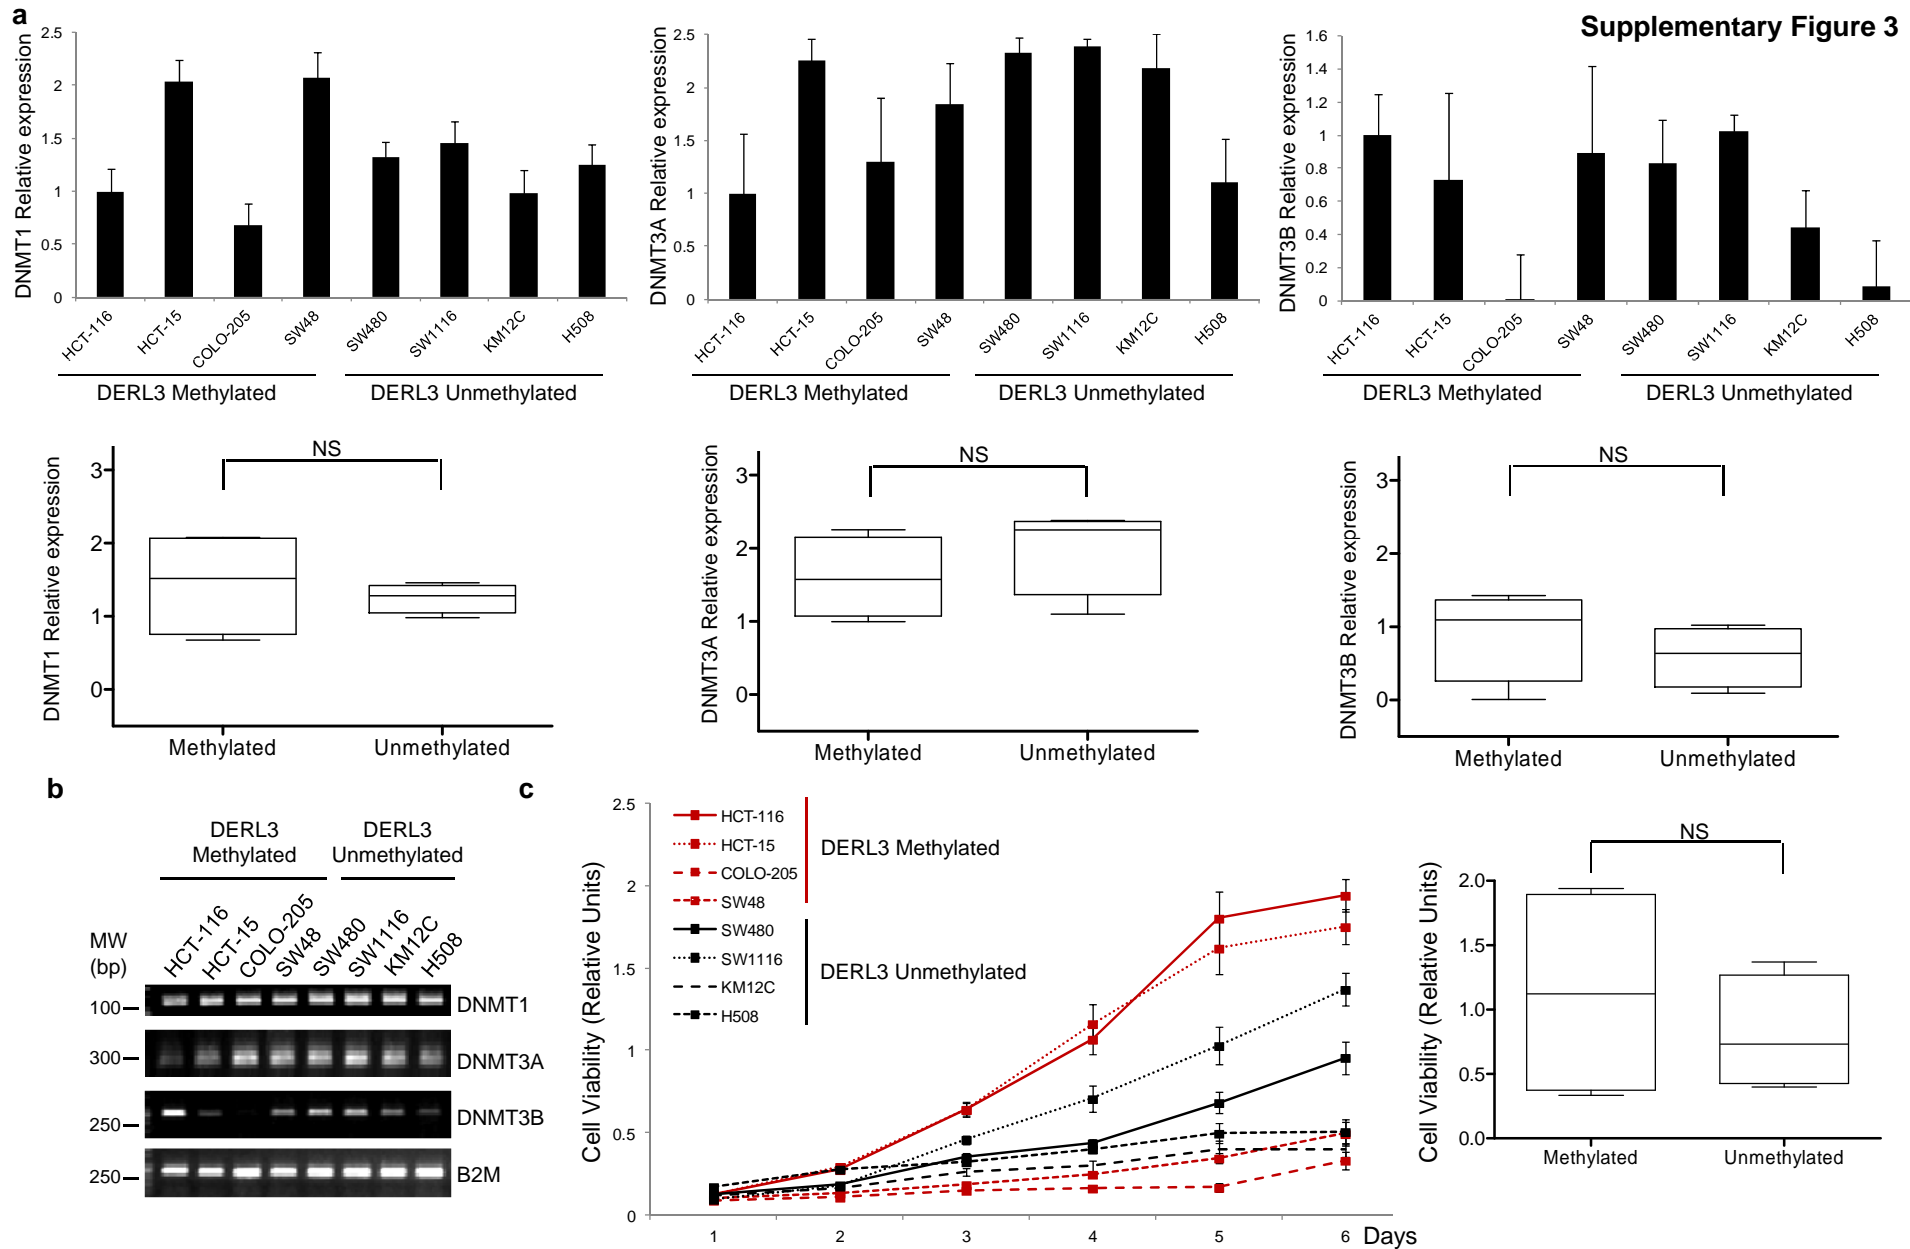 a
Supplementary Figure 3
DNMT1 Relative expression
2.5
2
1.5
1
0.5
0
HCT-116
HCT-15
COLO-205
SW48
SW480
SW1116
KM12C
H508
DERL3 Methylated
DERL3 Unmethylated
DNMT3A Relative expression
2.5
2
1.5
1
0.5
0
HCT-116
HCT-15
COLO-205
SW48
SW480
SW1116
KM12C
H508
DERL3 Methylated
DERL3 Unmethylated
DNMT3B Relative expression
1.6
1.4
1.2
1
0.8
0.6
0.4
0.2
0
HCT-116
HCT-15
COLO-205
SW48
SW480
SW1116
KM12C
H508
DERL3 Methylated
DERL3 Unmethylated
DNMT1 Relative expression
NS
3
2
1
0
Methylated
Unmethylated
DNMT3A Relative expression
NS
3
2
1
0
Methylated
Unmethylated
DNMT3B Relative expression
NS
3
2
1
0
Methylated
Unmethylated
b
DERL3
Methylated
DERL3
Unmethylated
MW
(bp)
HCT-116
HCT-15
COLO-205
SW48
SW480
SW1116
KM12C
H508
100
DNMT1
300
DNMT3A
250
DNMT3B
250
B2M
c
Cell Viability (Relative Units)
2.5
2
1.5
1
0.5
0
HCT-116
HCT-15
COLO-205
SW48
DERL3 Methylated
SW480
SW1116
KM12C
H508
DERL3 Unmethylated
1
2
3
4
5
6
Days
Cell Viability (Relative Units)
NS
2.0
1.5
1.0
0.5
0.0
Methylated
Unmethylated